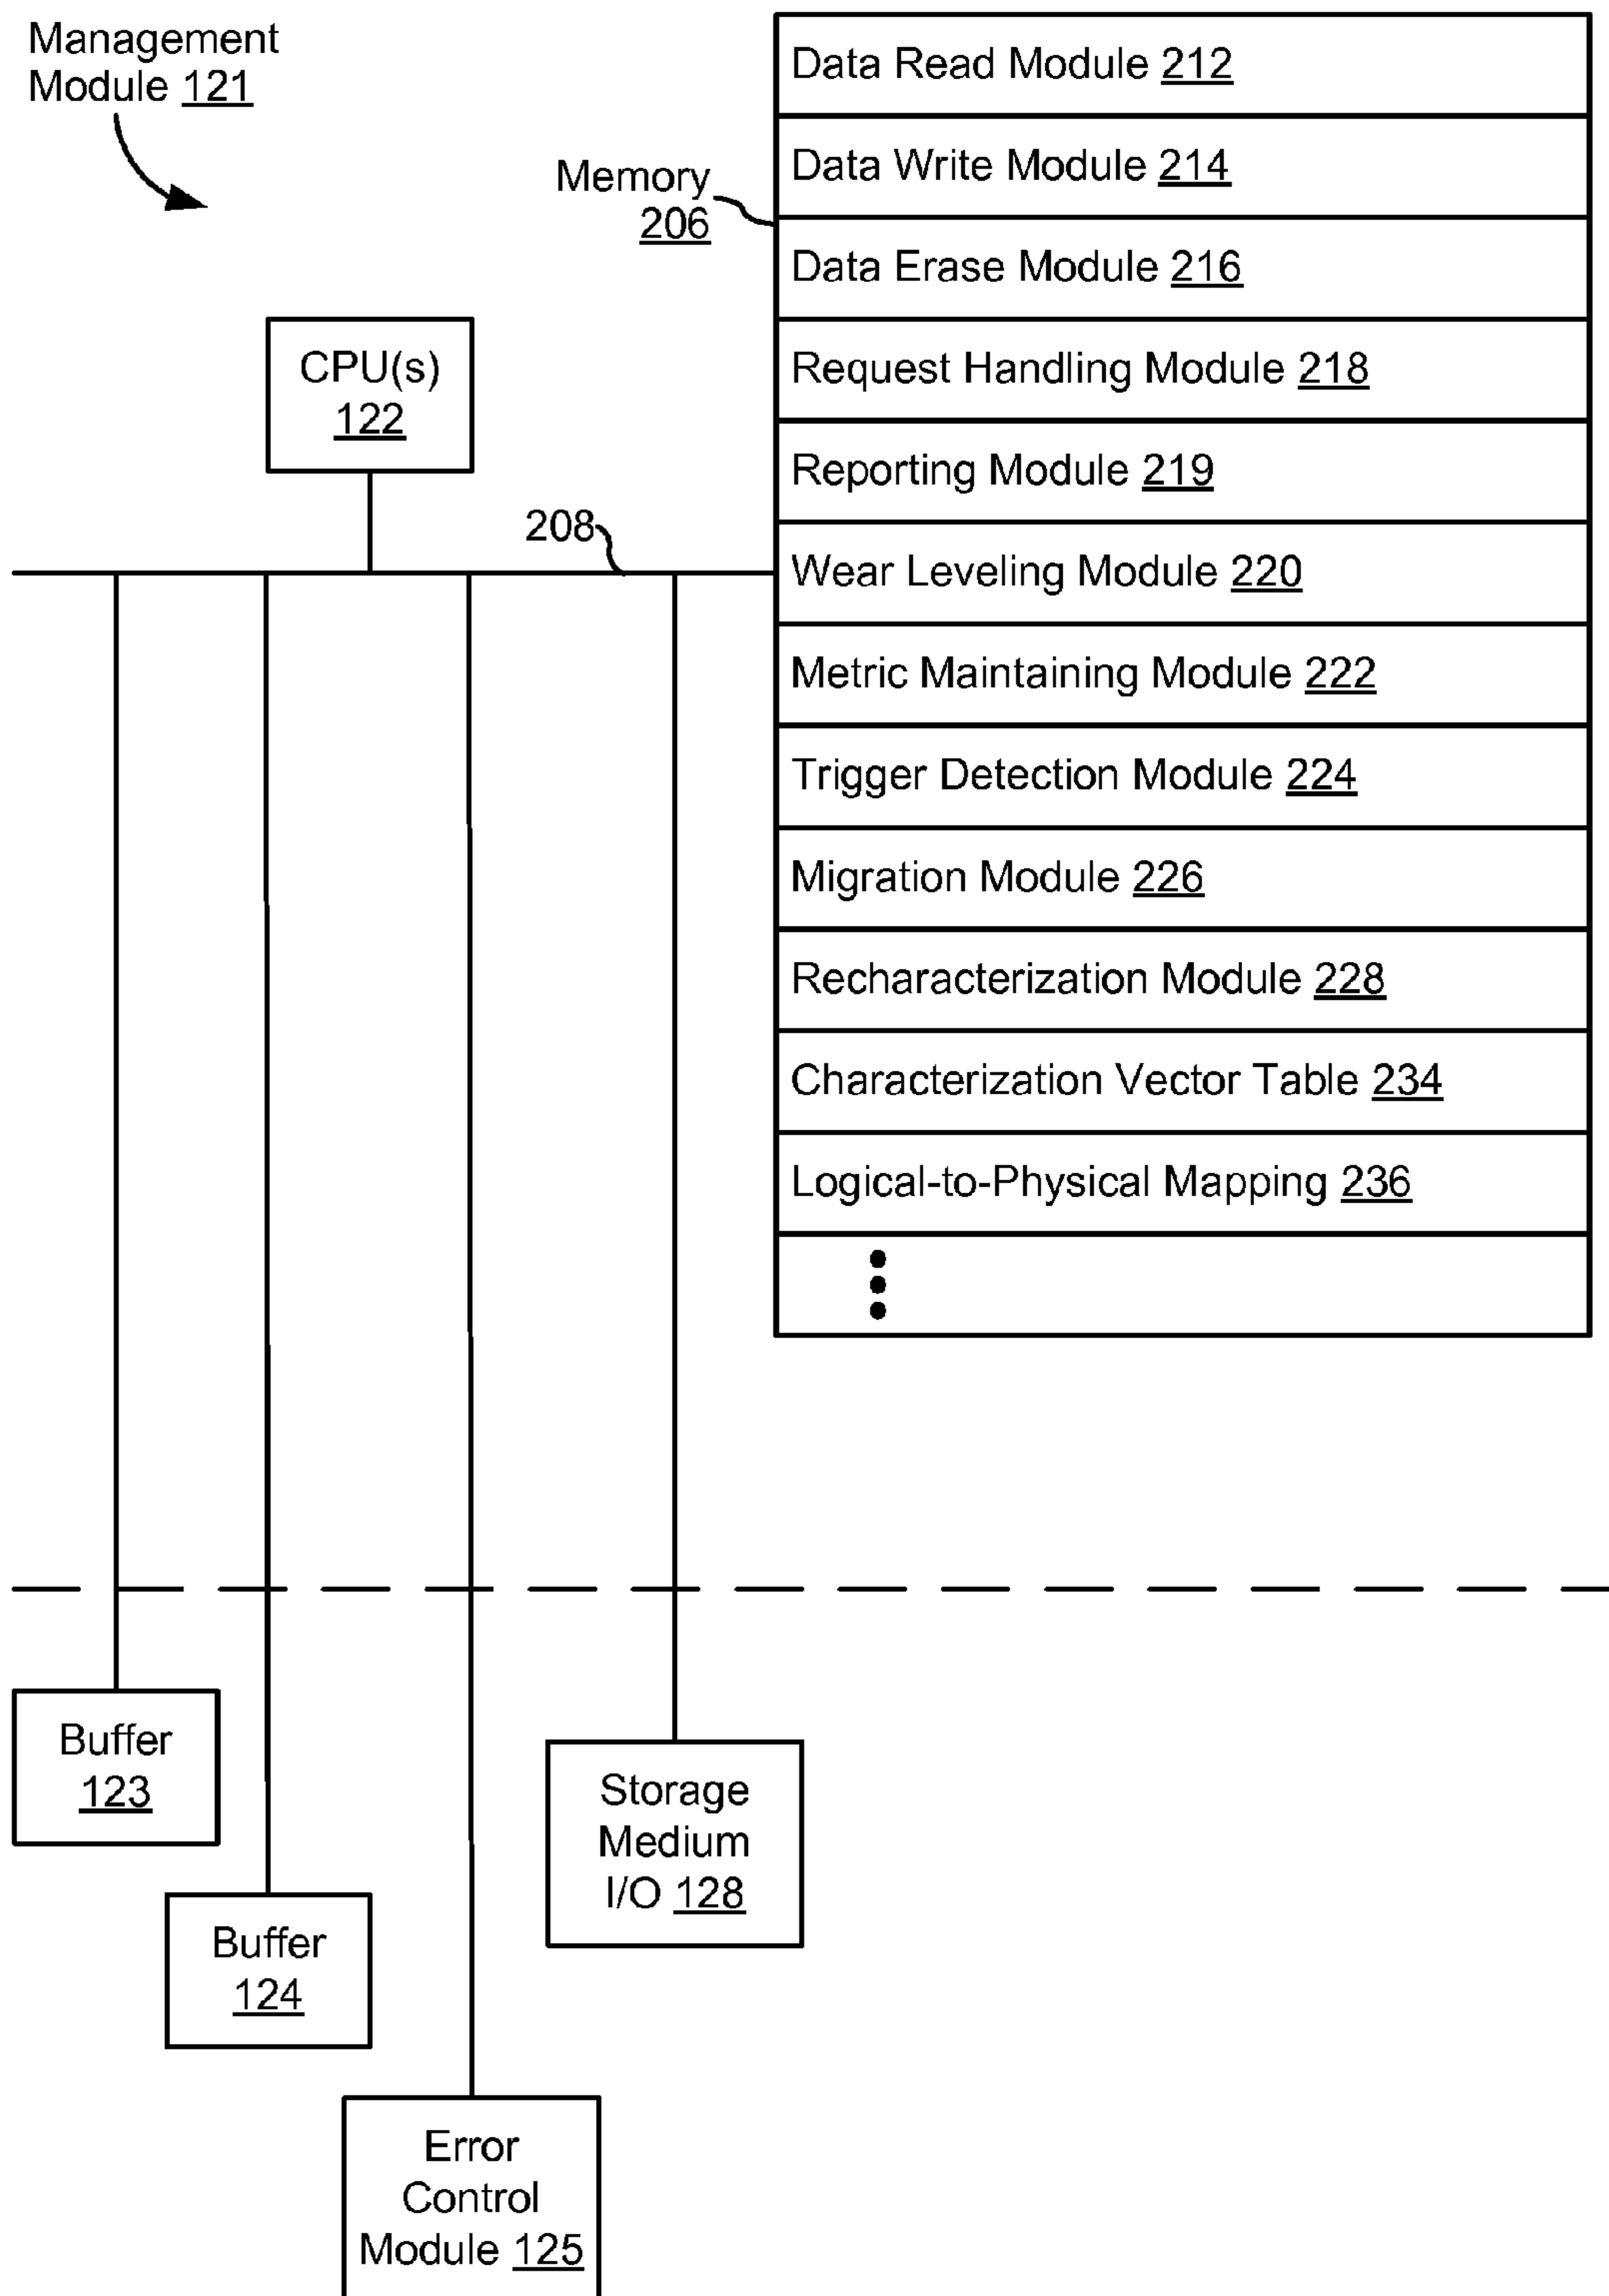 Management
Module 121
Memory
206
CPU(s)
122
208
Data Read Module 212
Data Write Module 214
Data Erase Module 216
Request Handling Module 218
Reporting Module 219
Wear Leveling Module 220
Metric Maintaining Module 222
Trigger Detection Module 224
Migration Module 226
Recharacterization Module 228
Characterization Vector Table 234
Logical-to-Physical Mapping 236
Buffer
123
Buffer
124
Error
Control
Module 125
Storage
Medium
I/O 128